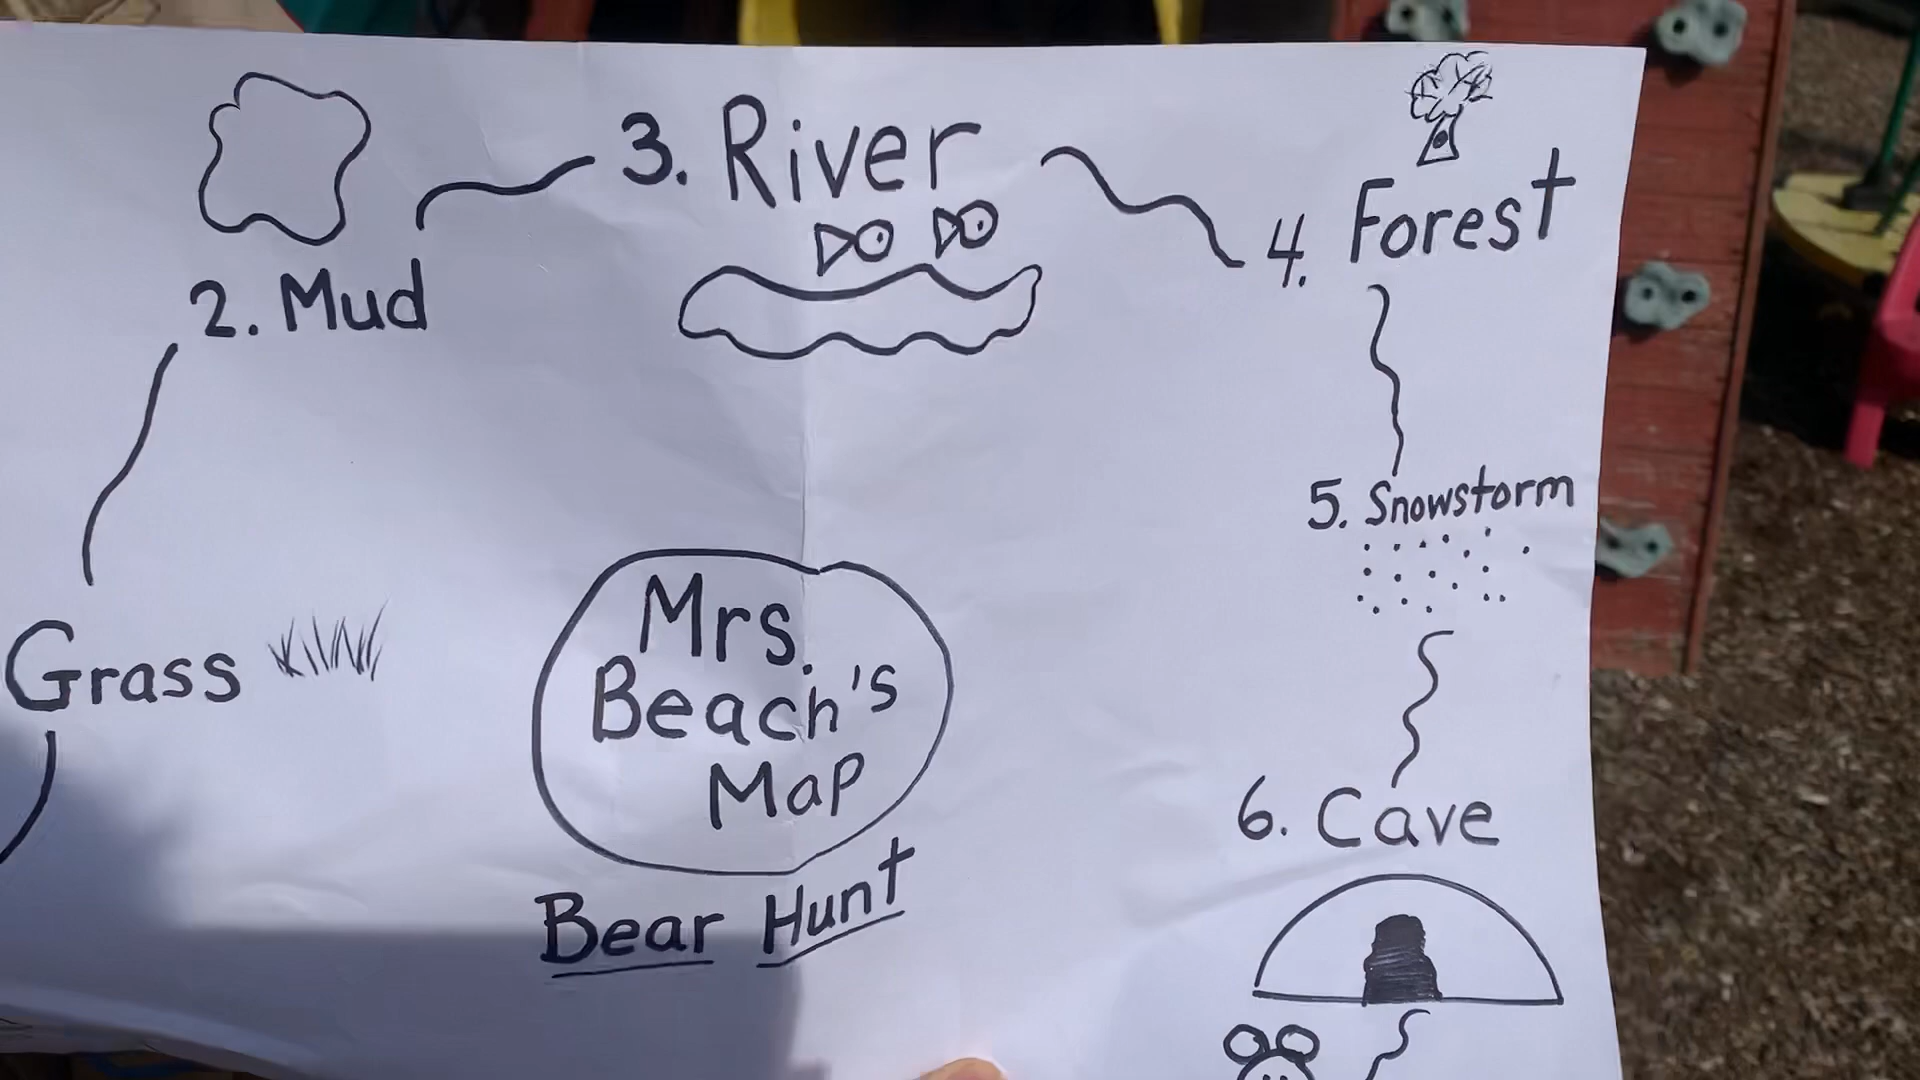 3. River
4. Forest
2. Mud
5. Snowstorm
Grass
Mrs.
Beach's
Map
6. Cave
Bear Hunt